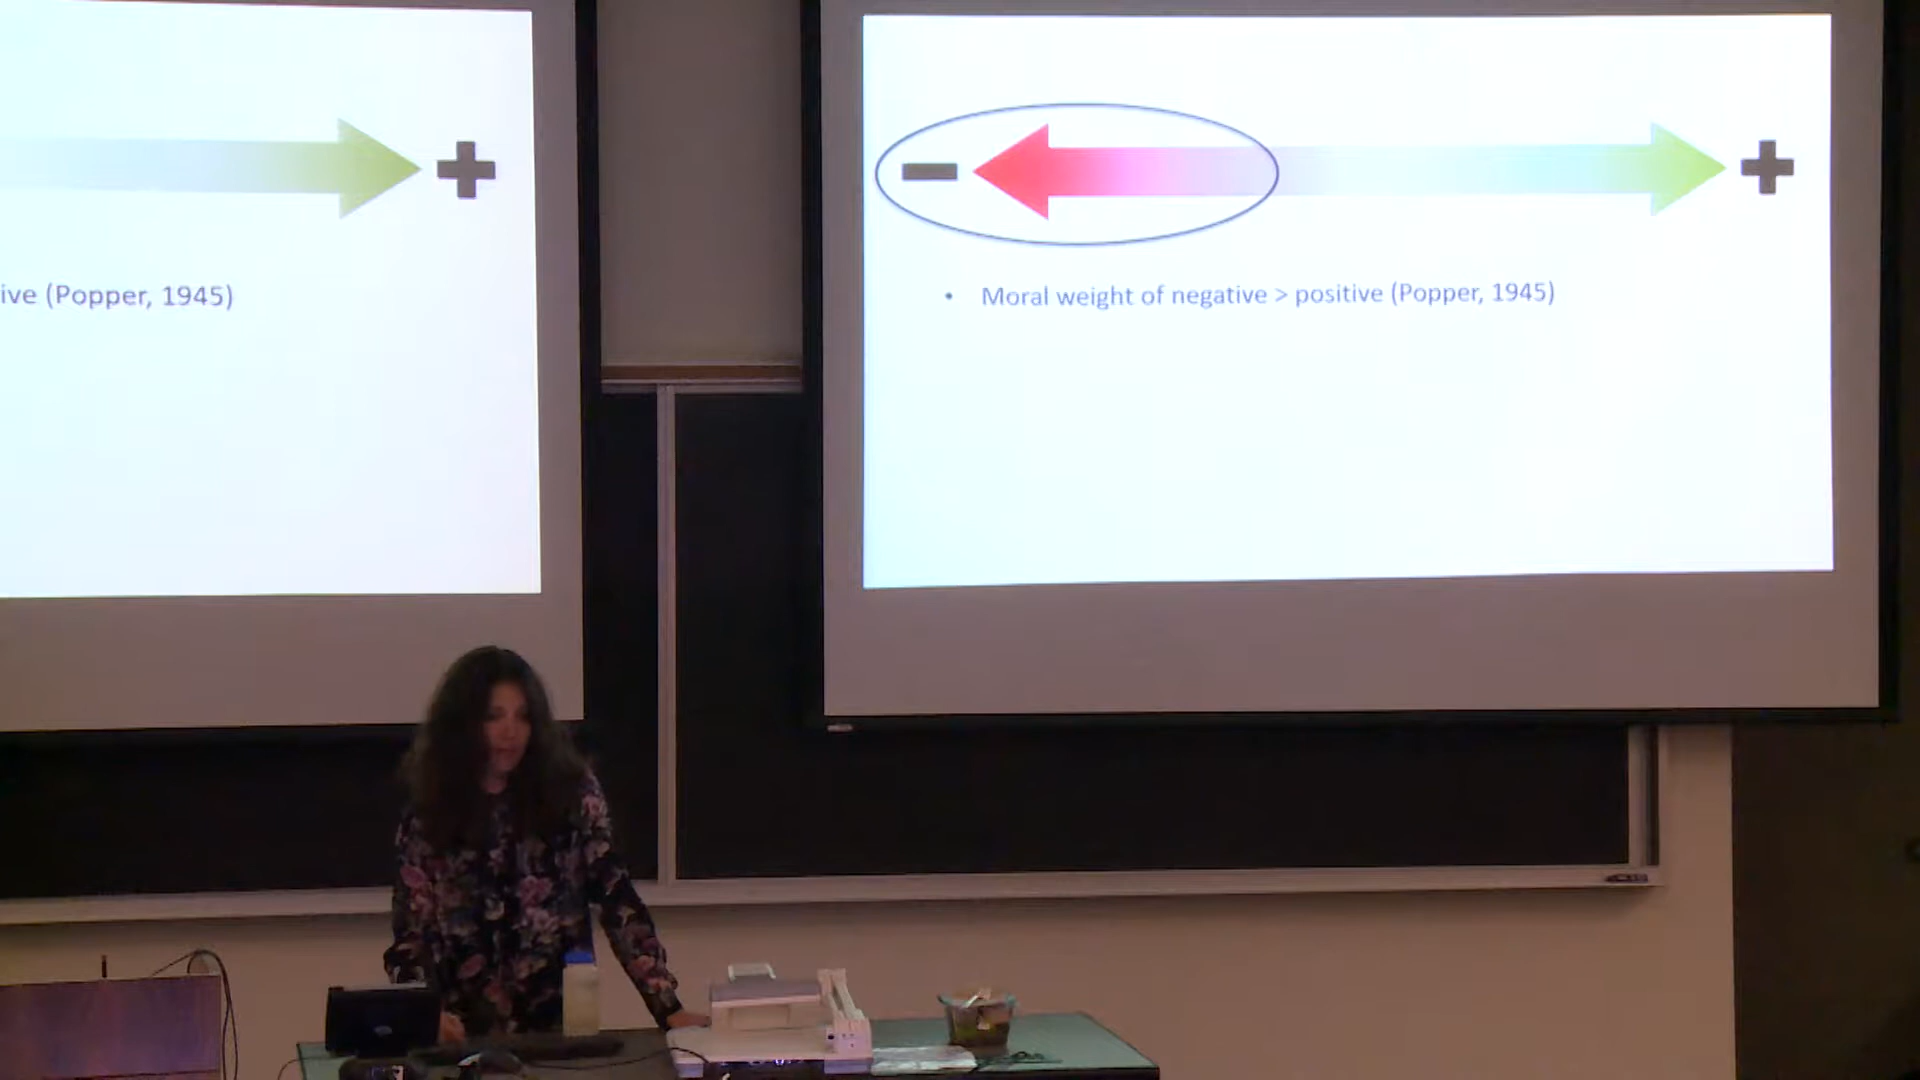 ive (Popper, 1945)
• Moral weight of negative > positive (Popper, 1945)